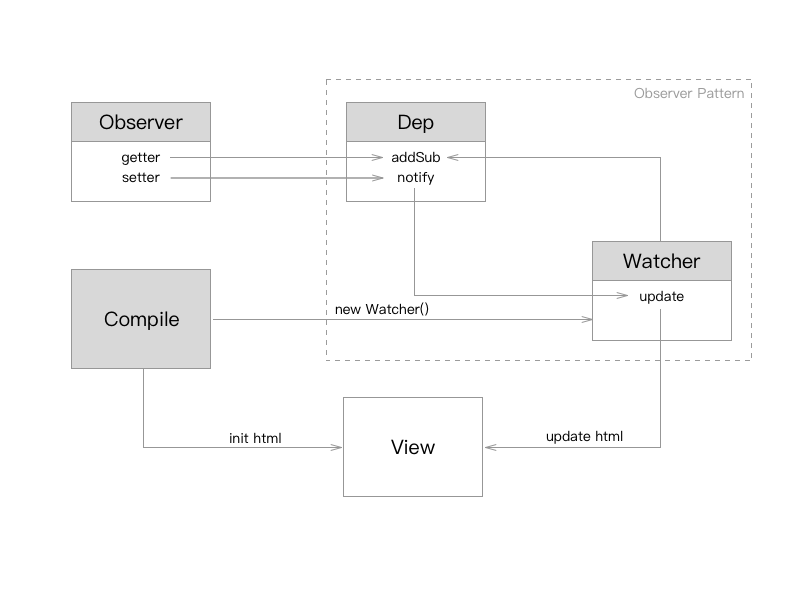 Observer Pattern
Observer
getter
setter
Dep
addSub
notify
Watcher
update
Compile
new Watcher()
init html
View
update html